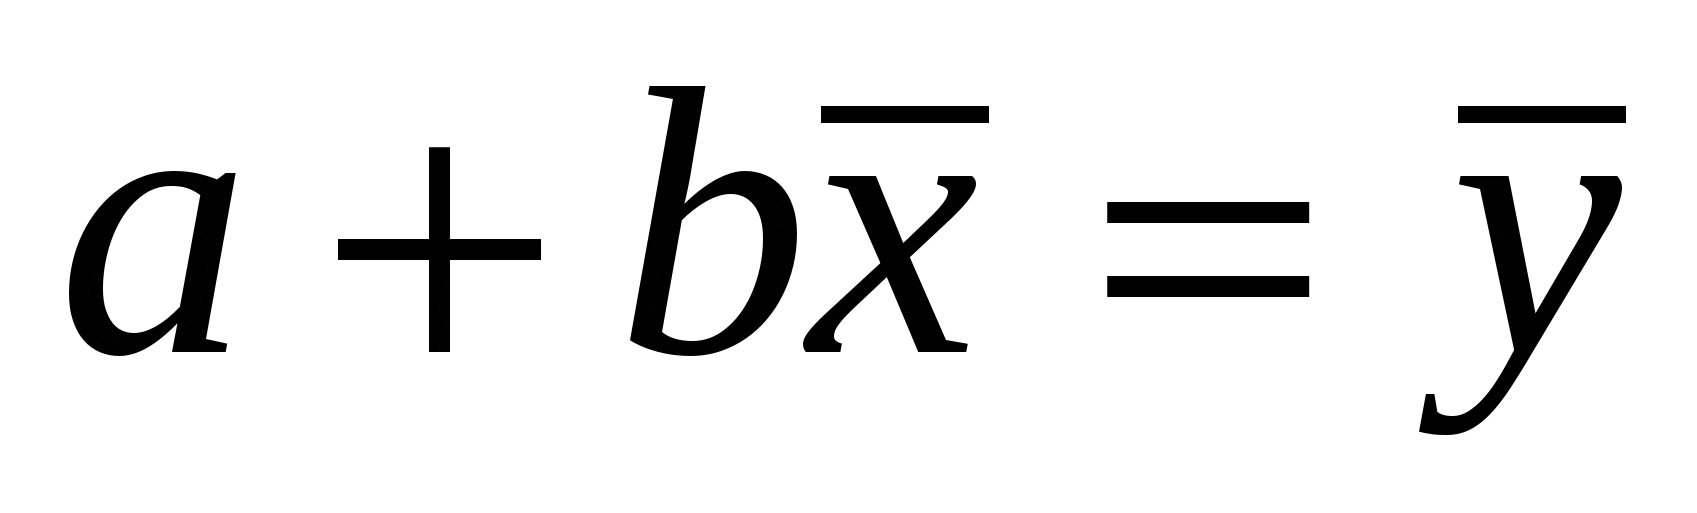 a + bx̅ = y̅